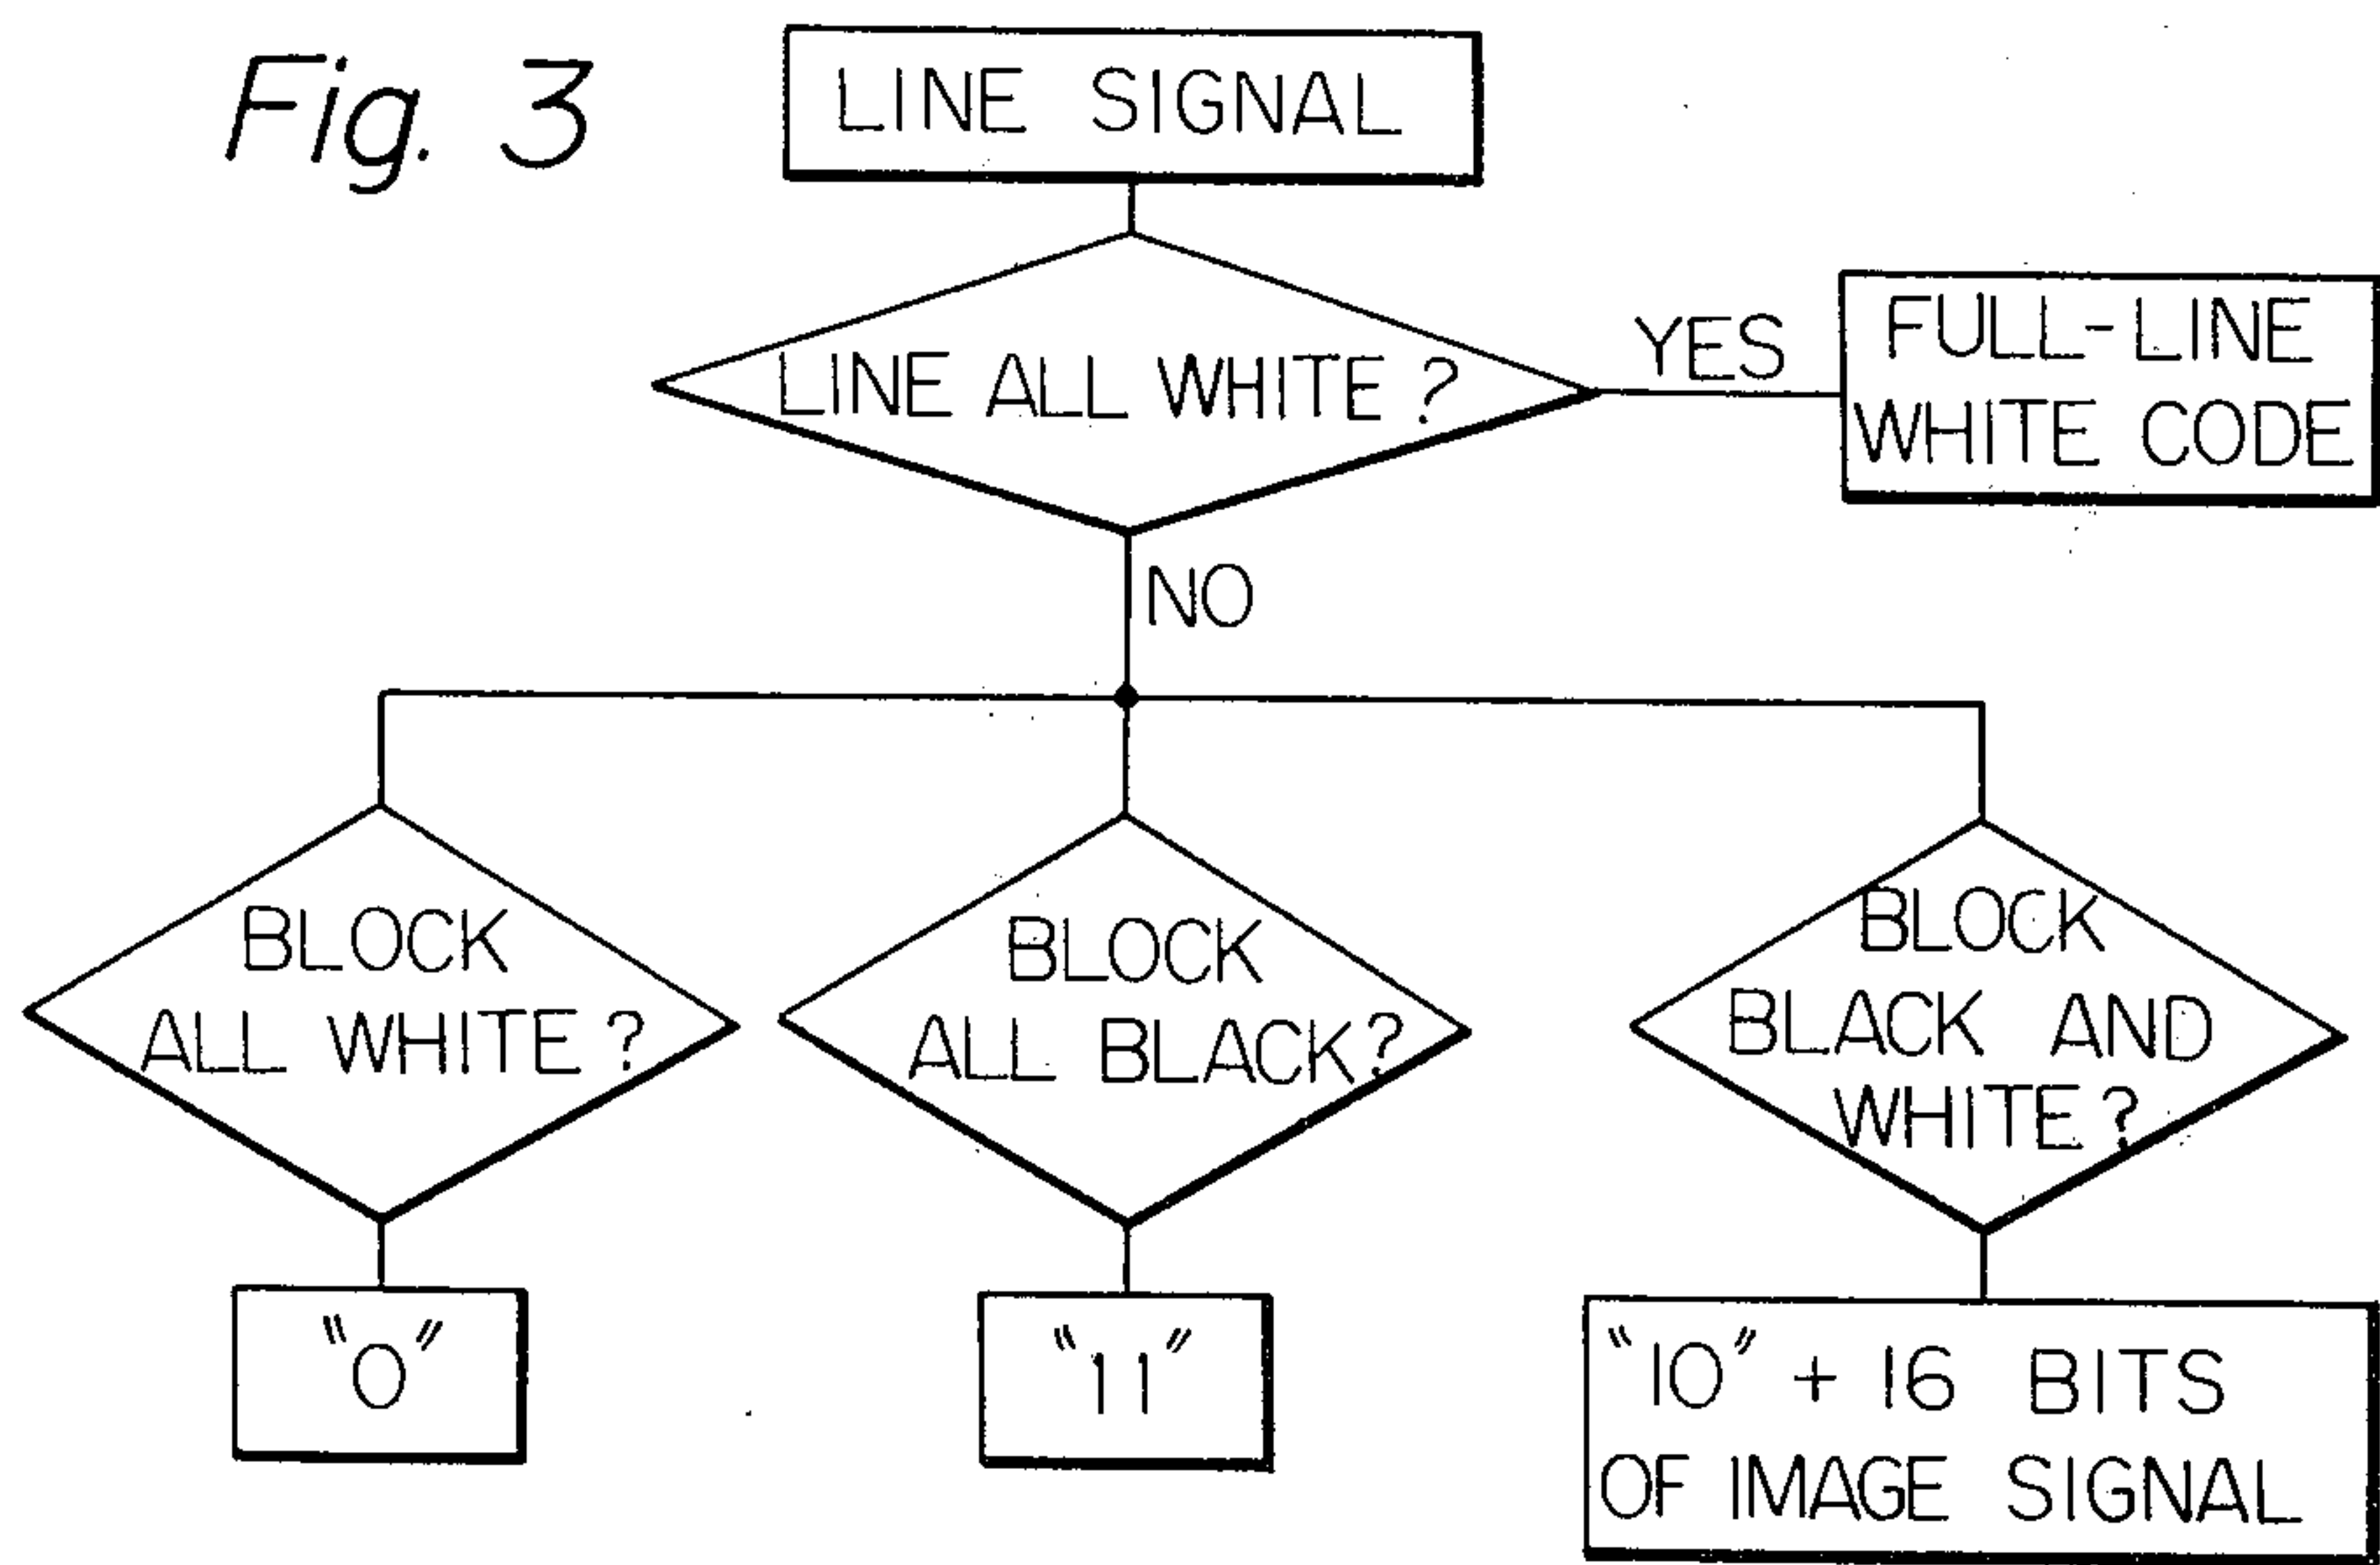 Fig. 3
LINE SIGNAL
LINE ALL WHITE ?
YES
FULL-LINE
WHITE CODE
NO
BLOCK
ALL WHITE ?
BLOCK
ALL BLACK?
BLOCK
BLACK AND
WHITE ?
"0"
"11"
"10" + 16 BITS
OF IMAGE SIGNAL